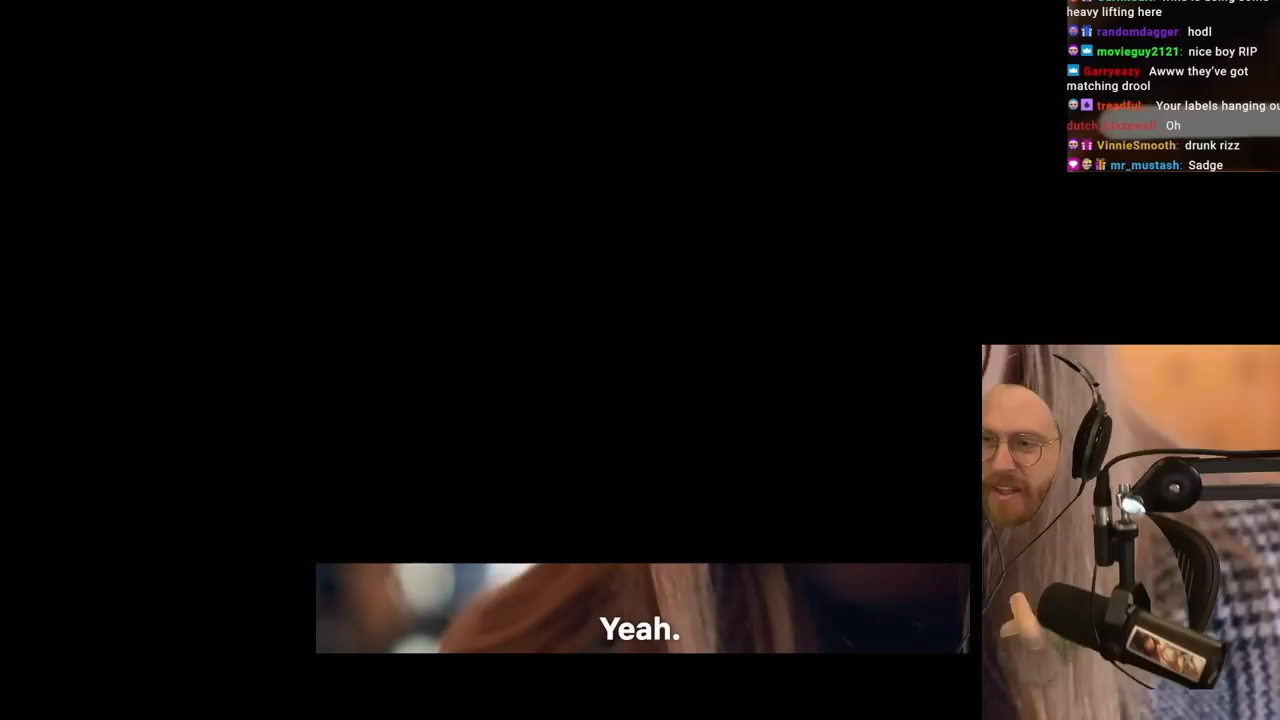 heavy lifting here
randomdagger: hodl
movieguy2121: nice boy RIP
Garryeazy Awww they've got
matching drool
treadful Your labels hanging ou
Oh
VinnieSmooth: drunk rizz
mr_mustash: Sadge
Yeah.